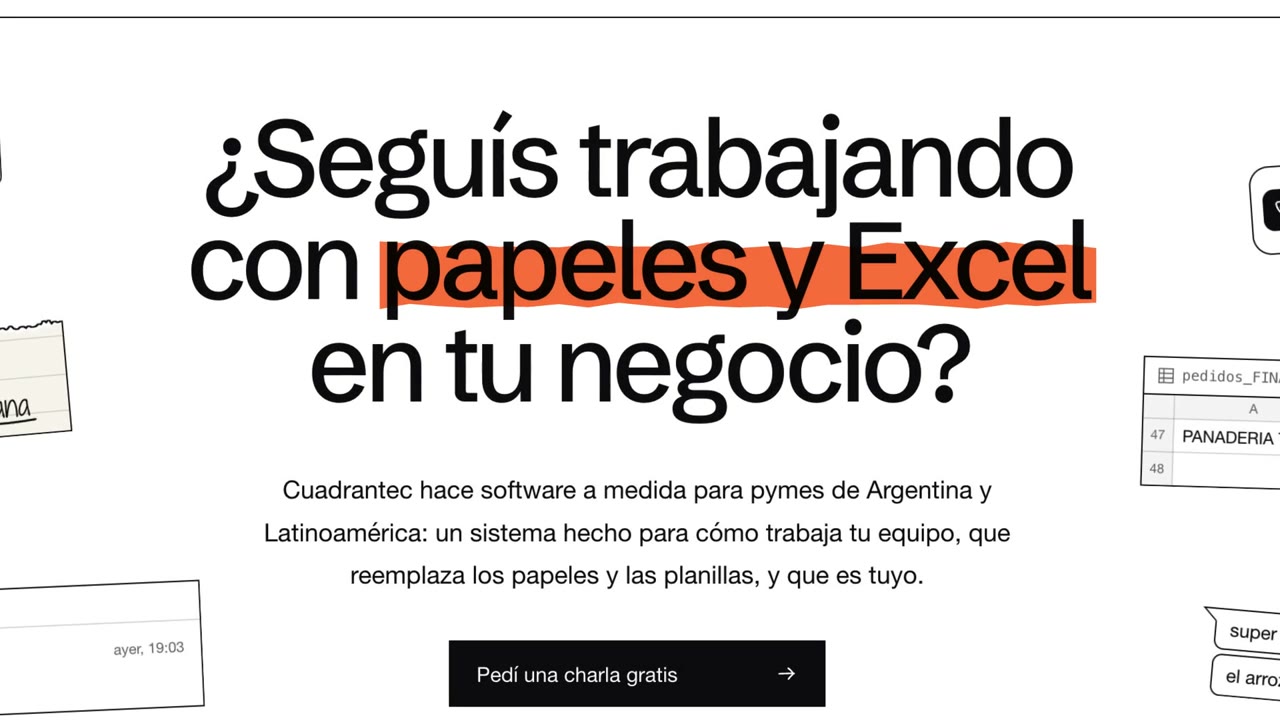 ¿Seguís trabajando
con papeles y Excel
en tu negocio?
Cuadrantec hace software a medida para pymes de Argentina y
Latinoamérica: un sistema hecho para cómo trabaja tu equipo, que
reemplaza los papeles y las planillas, y que es tuyo.
Pedí una charla gratis
ayer, 19:03
A
47 PANADERIA
48
super